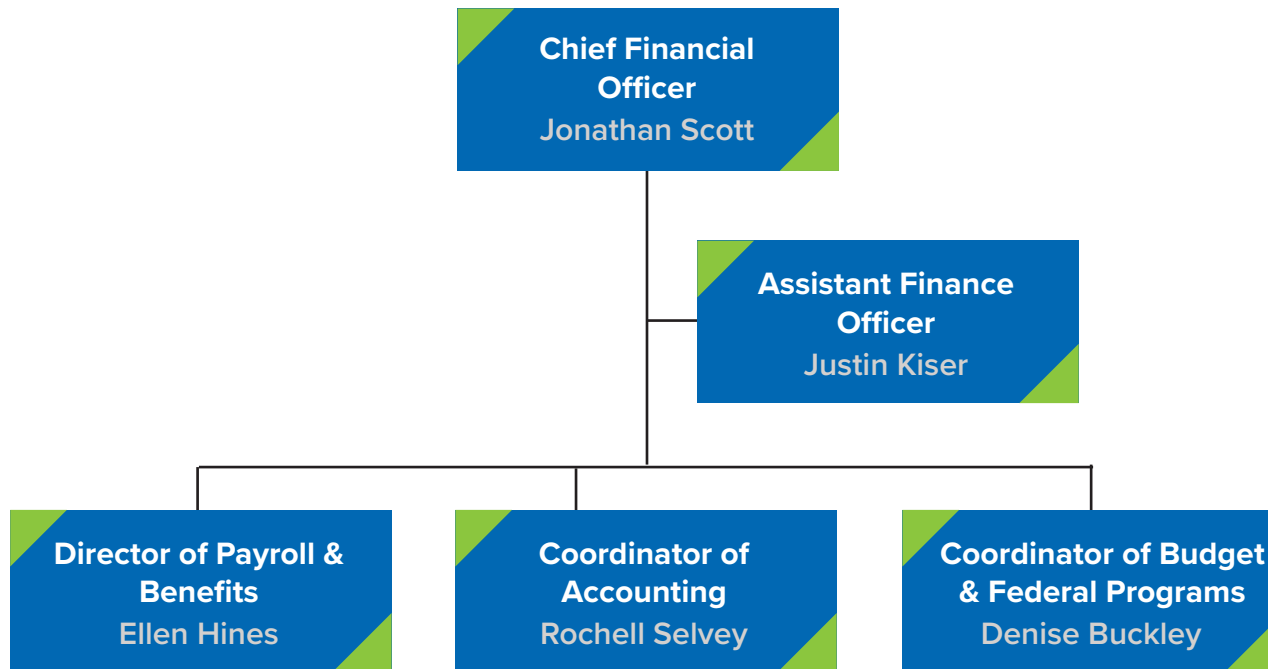 Chief Financial
Officer
Jonathan Scott
Assistant Finance
Officer
Justin Kiser
Director of Payroll &
Benefits
Ellen Hines
Coordinator of
Accounting
Rochell Selvey
Coordinator of Budget
& Federal Programs
Denise Buckley